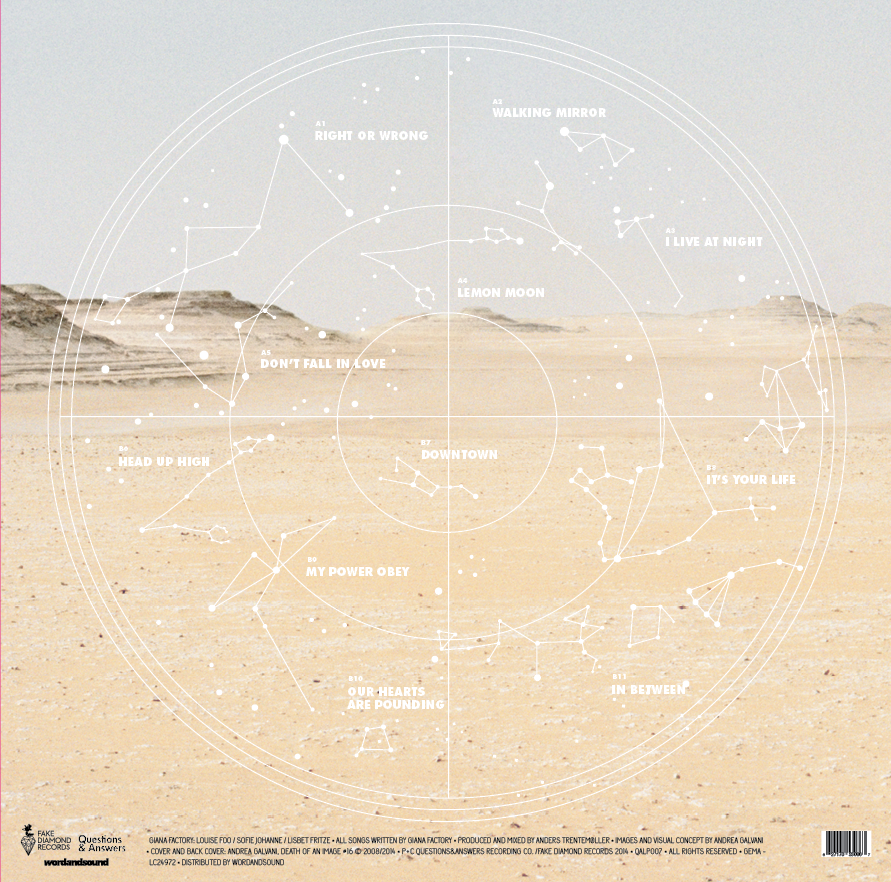 A1
RIGHT OR WRONG
A2
WALKING MIRROR
A3
I LIVE AT NIGHT
A4
LEMON MOON
A5
DON'T FALL IN LOVE
HEAD UP HIGH
B7
DOWNTOWN
IT'S YOUR LIFE
B9
MY POWER OBEY
B10
OUR HEARTS
ARE POUNDING
B11
IN BETWEEN
FAKE
DIAMOND
RECORDS
Questions
& Answers
wordandsound
GIANA FACTORY: LOUISE FOO / SOFIE JOHANNE / LISBET FRITZE • ALL SONGS WRITTEN BY GIANA FACTORY • PRODUCED AND MIXED BY ANDERS TRENTEMØLLER • IMAGES AND VISUAL CONCEPT BY ANDREA GALVANI
• COVER AND BACK COVER: ANDREA GALVANI, DEATH OF AN IMAGE #16 © 2008/2014 • P+C QUESTIONS&ANSWERS RECORDING CO. /FAKE DIAMOND RECORDS 2014 • QALP007 • ALL RIGHTS RESERVED • GEMA -
LC24972 • DISTRIBUTED BY WORDANDSOUND